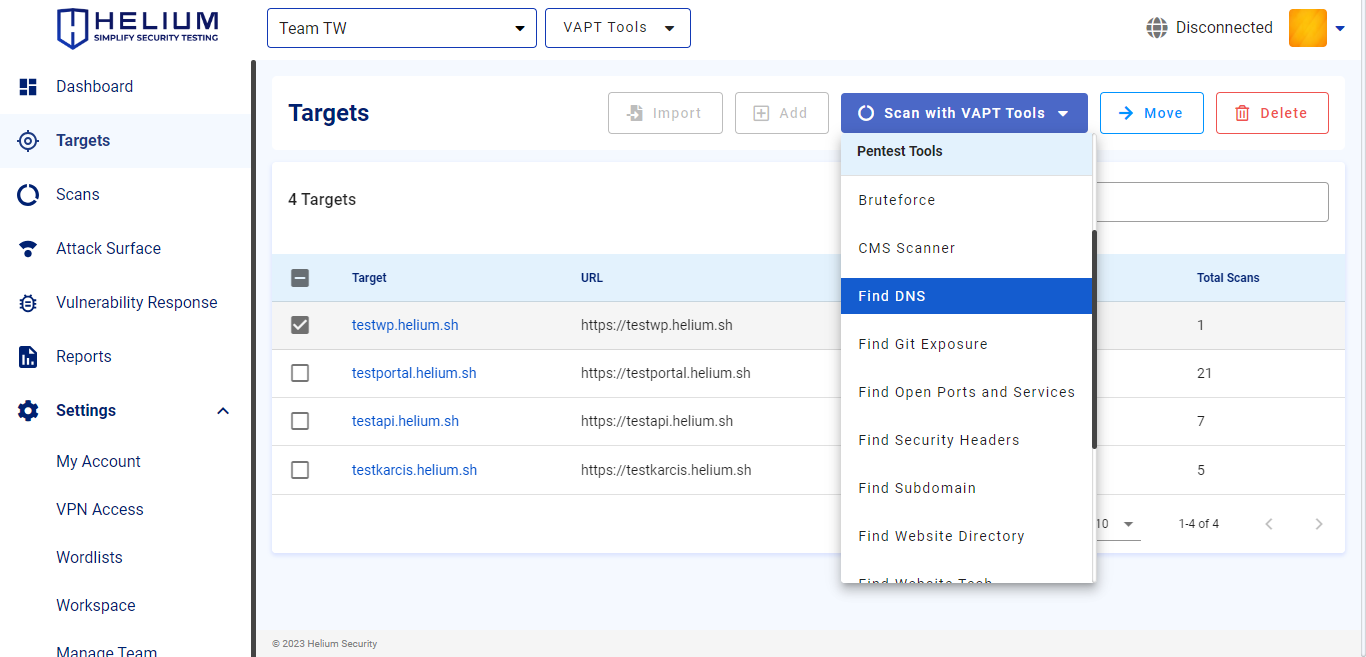 HELIUM
SIMPLIFY SECURITY TESTING
Team TW
VAPT Tools
Disconnected
Dashboard
Targets
Scans
Attack Surface
Vulnerability Response
Reports
Settings
My Account
VPN Access
Wordlists
Workspace
Manage Team
Targets
Import
Add
Scan with VAPT Tools
Move
Delete
Pentest Tools
Bruteforce
CMS Scanner
Find DNS
Find Git Exposure
Find Open Ports and Services
Find Security Headers
Find Subdomain
Find Website Directory
Find Website Tech
4 Targets
Target URL Total Scans
testwp.helium.sh https://testwp.helium.sh 1
testportal.helium.sh https://testportal.helium.sh 21
testapi.helium.sh https://testapi.helium.sh 7
testkarcis.helium.sh https://testkarcis.helium.sh 5
10 1-4 of 4
© 2023 Helium Security